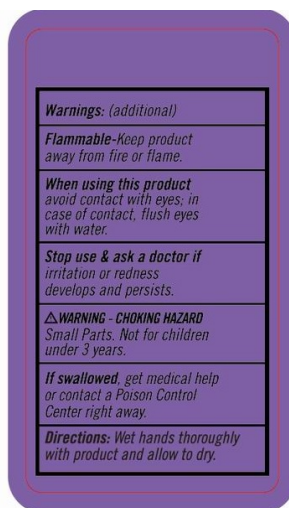 Warnings: (additional)
Flammable-Keep product
away from fire or flame.
When using this product
avoid contact with eyes; in
case of contact, flush eyes
with water.
Stop use & ask a doctor if
irritation or redness
develops and persists.
⚠WARNING - CHOKING HAZARD
Small Parts. Not for children
under 3 years.
If swallowed, get medical help
or contact a Poison Control
Center right away.
Directions: Wet hands thoroughly
with product and allow to dry.